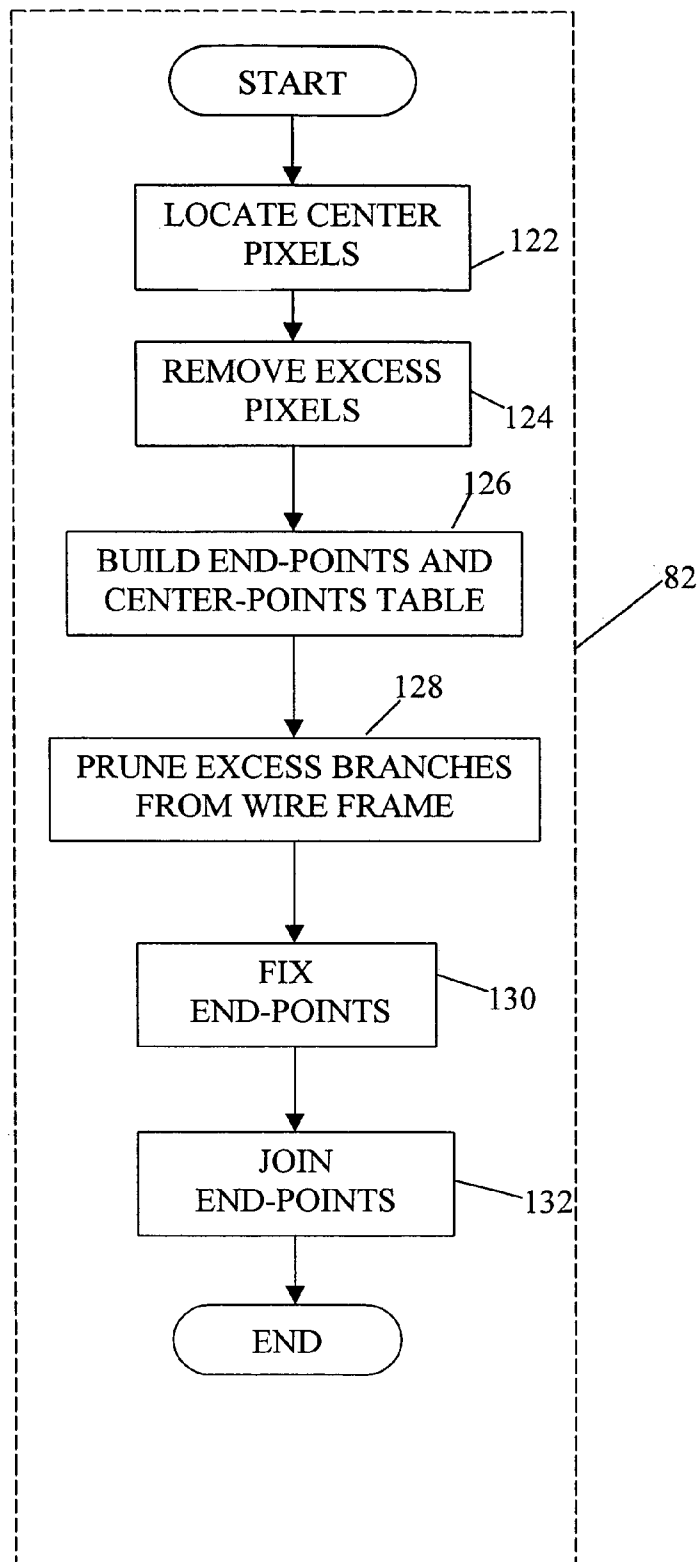 START
LOCATE CENTER
PIXELS
122
REMOVE EXCESS
PIXELS
124
126
BUILD END-POINTS AND
CENTER-POINTS TABLE
82
128
PRUNE EXCESS BRANCHES
FROM WIRE FRAME
FIX
END-POINTS
130
JOIN
END-POINTS
132
END